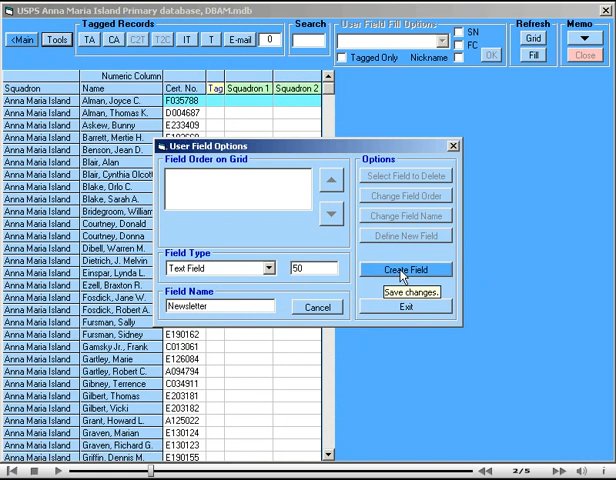 USPS Anna Maria Island Primary database, DBAM.mdb
Tagged Records
Search
User Field Fill Options
Refresh
Memo
<Main
Tools
TA
CA
C2T
T2C
IT
T
E-mail
0
SN
FC
Grid
Tagged Only
Nickname
OK
Fill
Close
Numeric Column
Squadron
Name
Cert. No.
Tag
Squadron 1
Squadron 2
Anna Maria Island Alman, Joyce C. F035788
Anna Maria Island Alman, Thomas K. D004687
Anna Maria Island Askew, Bunny E233409
Anna Maria Island Barrett, Mertie H.
Anna Maria Island Benson, Jean D.
Anna Maria Island Blair, Alan
Anna Maria Island Blair, Cynthia Olcott
Anna Maria Island Blake, Orlo C.
Anna Maria Island Blake, Sarah A.
Anna Maria Island Bridegroom, William
Anna Maria Island Courtney, Donald
Anna Maria Island Courtney, Donna
Anna Maria Island Dibell, Warren M.
Anna Maria Island Dietrich, Jeremy
Anna Maria Island Einspar, Lynda L.
Anna Maria Island Ezell, Braxton R.
Anna Maria Island Fosdick, Jane W.
Anna Maria Island Fosdick, Robert A.
Anna Maria Island Fursman, Sally
Anna Maria Island Fursman, Sidney E190162
Anna Maria Island Gamsky Jr., Frank C013061
Anna Maria Island Gartley, Marie E126084
Anna Maria Island Gartley, Roy A. A094794
Anna Maria Island Gibney, Terrence C034911
Anna Maria Island Gilbert, Thomas E203181
Anna Maria Island Gilbert, Vicki E203182
Anna Maria Island Grant, Howard L. A125022
Anna Maria Island Graven, Marian E130124
Anna Maria Island Graven, Richard G. E130123
Anna Maria Island Griffin, Dennis M. E190155
User Field Options
Field Order on Grid
Options
Select Field to Delete
Change Field Order
Change Field Name
Define New Field
Field Type
Text Field
50
Create Field
Save changes.
Field Name
Newsletter
Cancel
Exit
2/5